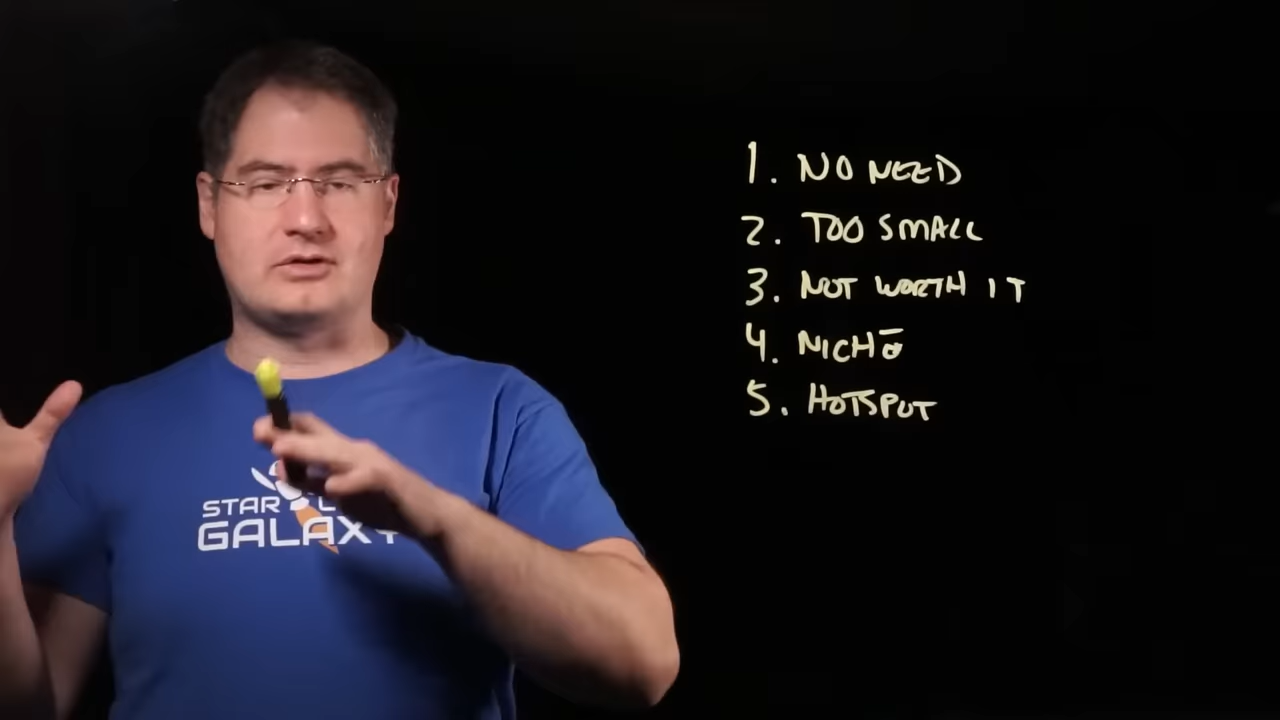 STAR
GALAXY
1. NO NEED
2. TOO SMALL
3. NOT WORTH IT
4. NICHE
5. HOTSPOT